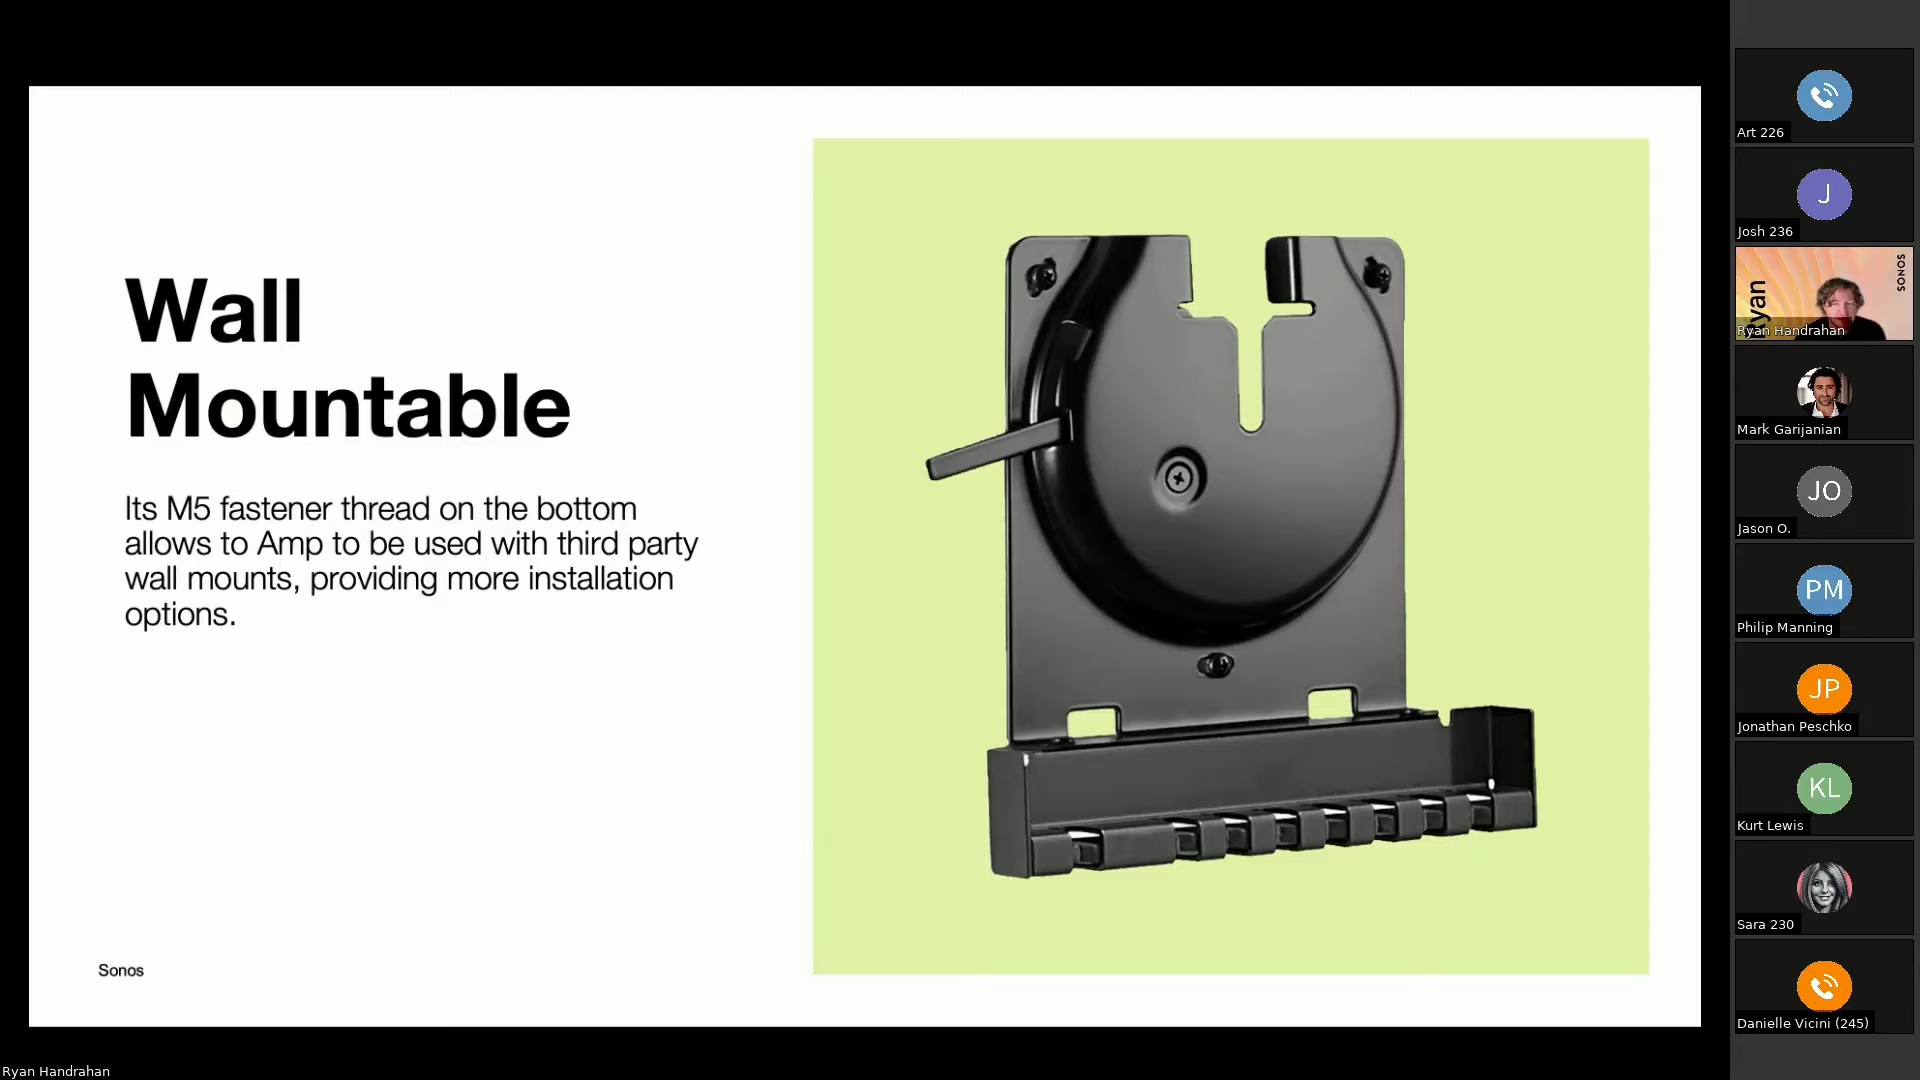 Wall
Mountable
Its M5 fastener thread on the bottom
allows to Amp to be used with third party
wall mounts, providing more installation
options.
Sonos
Ryan Handrahan
Art 226
J
Josh 236
SONOS
Ryan
Ryan Handrahan
Mark Garijanian
JO
Jason O.
PM
Philip Manning
JP
Jonathan Peschko
KL
Kurt Lewis
Sara 230
Danielle Vicini (245)